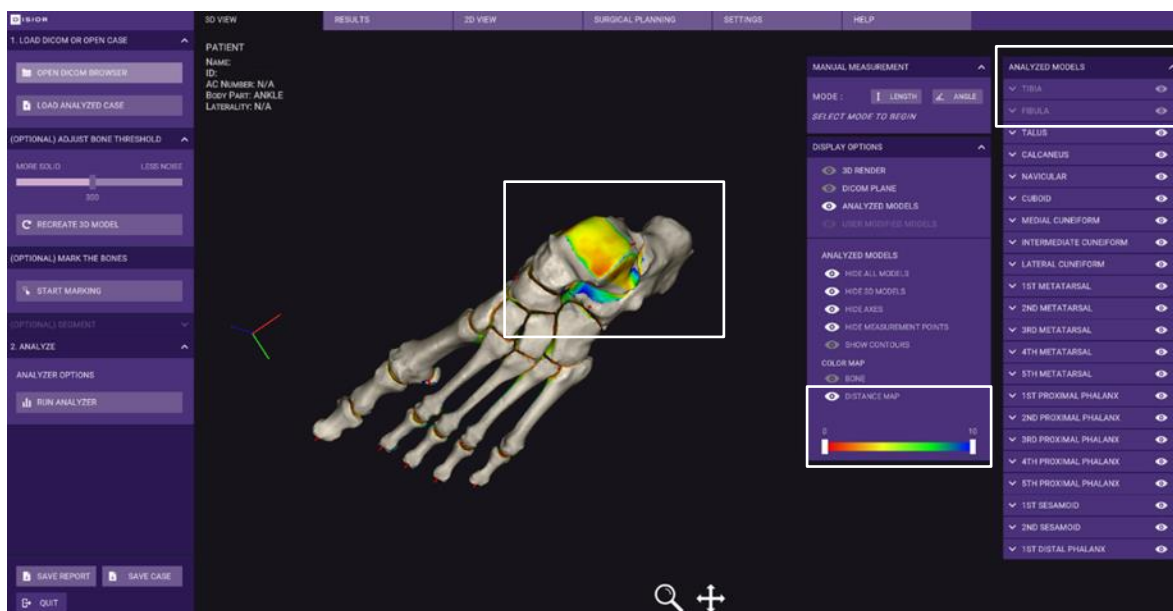 DISIOR
3D VIEW
RESULTS
2D VIEW
SURGICAL PLANNING
SETTINGS
HELP
1. LOAD DICOM OR OPEN CASE
OPEN DICOM BROWSER
LOAD ANALYZED CASE
(OPTIONAL) ADJUST BONE THRESHOLD
MORE SOLID
LESS NOISE
300
RECREATE 3D MODEL
(OPTIONAL) MARK THE BONES
START MARKING
(OPTIONAL) SEGMENT
2. ANALYZE
ANALYZER OPTIONS
RUN ANALYZER
SAVE REPORT
SAVE CASE
QUIT
PATIENT
NAME:
ID:
AC NUMBER: N/A
BODY PART: ANKLE
LATERALITY: N/A
MANUAL MEASUREMENT
MODE :
LENGTH
ANGLE
SELECT MODE TO BEGIN
DISPLAY OPTIONS
3D RENDER
DICOM PLANE
ANALYZED MODELS
USER MODIFIED MODELS
ANALYZED MODELS
HIDE ALL MODELS
HIDE 3D MODELS
HIDE AXES
HIDE MEASUREMENT POINTS
SHOW CONTOURS
COLOR MAP
BONE
DISTANCE MAP
0
10
ANALYZED MODELS
TIBIA
FIBULA
TALUS
CALCANEUS
NAVICULAR
CUBOID
MEDIAL CUNEIFORM
INTERMEDIATE CUNEIFORM
LATERAL CUNEIFORM
1ST METATARSAL
2ND METATARSAL
3RD METATARSAL
4TH METATARSAL
5TH METATARSAL
1ST PROXIMAL PHALANX
2ND PROXIMAL PHALANX
3RD PROXIMAL PHALANX
4TH PROXIMAL PHALANX
5TH PROXIMAL PHALANX
1ST SESAMOID
2ND SESAMOID
1ST DISTAL PHALANX